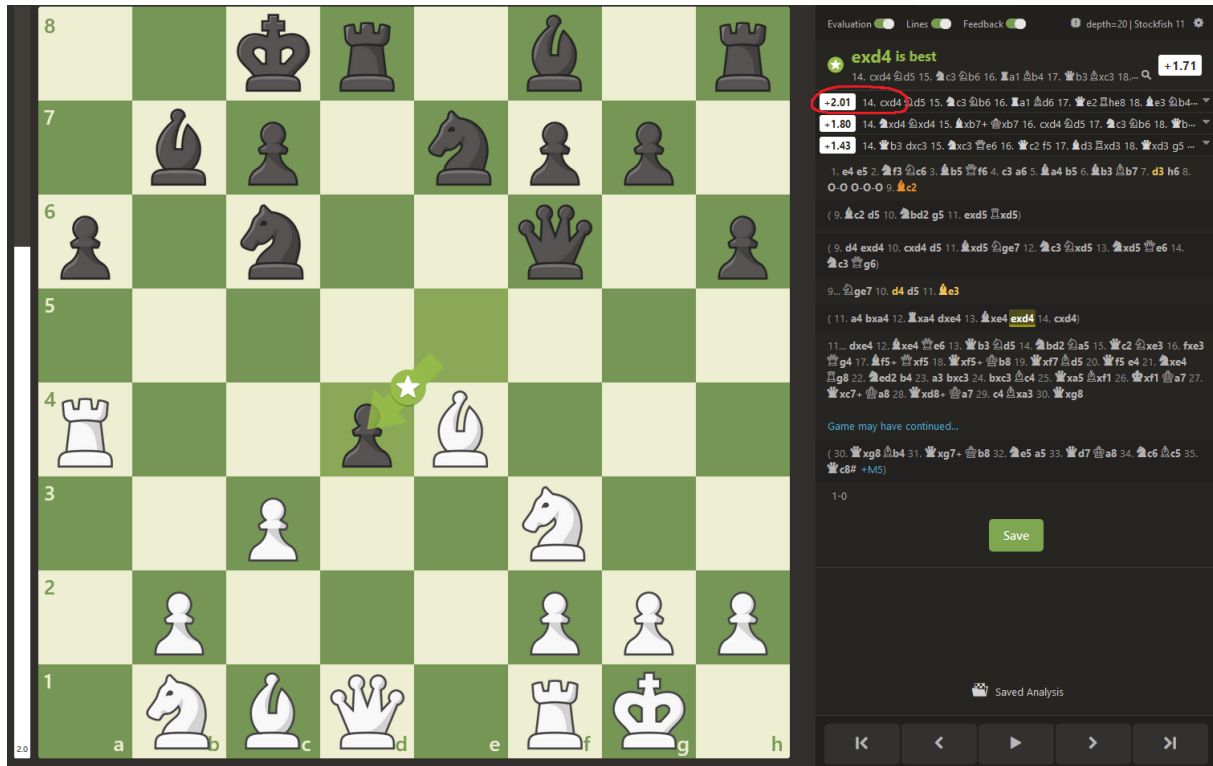 8
7
6
5
4
3
2
1
a b c d e f g h
2.0
Evaluation Lines Feedback depth=20 | Stockfish 11
exd4 is best
+1.71
14. cxd4 ♘d5 15. ♞c3 ♘b6 16. ♜a1 ♗b4 17. ♛b3 ♗xc3 18.…
+2.01 14. cxd4 ♘d5 15. ♞c3 ♘b6 16. ♜a1 ♗d6 17. ♛e2 ♖he8 18. ♝e3 ♘b4…
+1.80 14. ♞xd4 ♘xd4 15. ♝xb7+ ♔xb7 16. cxd4 ♘d5 17. ♞c3 ♘b6 18. ♛b…
+1.43 14. ♛b3 dxc3 15. ♞xc3 ♕e6 16. ♛c2 f5 17. ♝d3 ♖xd3 18. ♛xd3 g5 …
1. e4 e5 2. ♞f3 ♘c6 3. ♝b5 ♕f6 4. c3 a6 5. ♝a4 b5 6. ♝b3 ♗b7 7. d3 h6 8.
O-O O-O-O 9. ♝c2
( 9. ♝c2 d5 10. ♞bd2 g5 11. exd5 ♖xd5)
( 9. d4 exd4 10. cxd4 d5 11. ♝xd5 ♘ge7 12. ♞c3 ♘xd5 13. ♞xd5 ♕e6 14.
♞c3 ♕g6)
9... ♘ge7 10. d4 d5 11. ♝e3
( 11. a4 bxa4 12. ♜xa4 dxe4 13. ♝xe4 exd4 14. cxd4)
11... dxe4 12. ♝xe4 ♕e6 13. ♛b3 ♘d5 14. ♞bd2 ♘a5 15. ♛c2 ♘xe3 16. fxe3
♕g4 17. ♝f5+ ♕xf5 18. ♛xf5+ ♔b8 19. ♛xf7 ♗d5 20. ♛f5 e4 21. ♞xe4
♖g8 22. ♞ed2 b4 23. a3 bxc3 24. bxc3 ♗c4 25. ♛xa5 ♗xf1 26. ♚xf1 ♔a7 27.
♛xc7+ ♔a8 28. ♛xd8+ ♔a7 29. c4 ♗xa3 30. ♛xg8
Game may have continued...
( 30. ♛xg8 ♗b4 31. ♛xg7+ ♔b8 32. ♞e5 a5 33. ♛d7 ♔a8 34. ♞c6 ♗c5 35.
♛c8# +M5)
1-0
Save
Saved Analysis